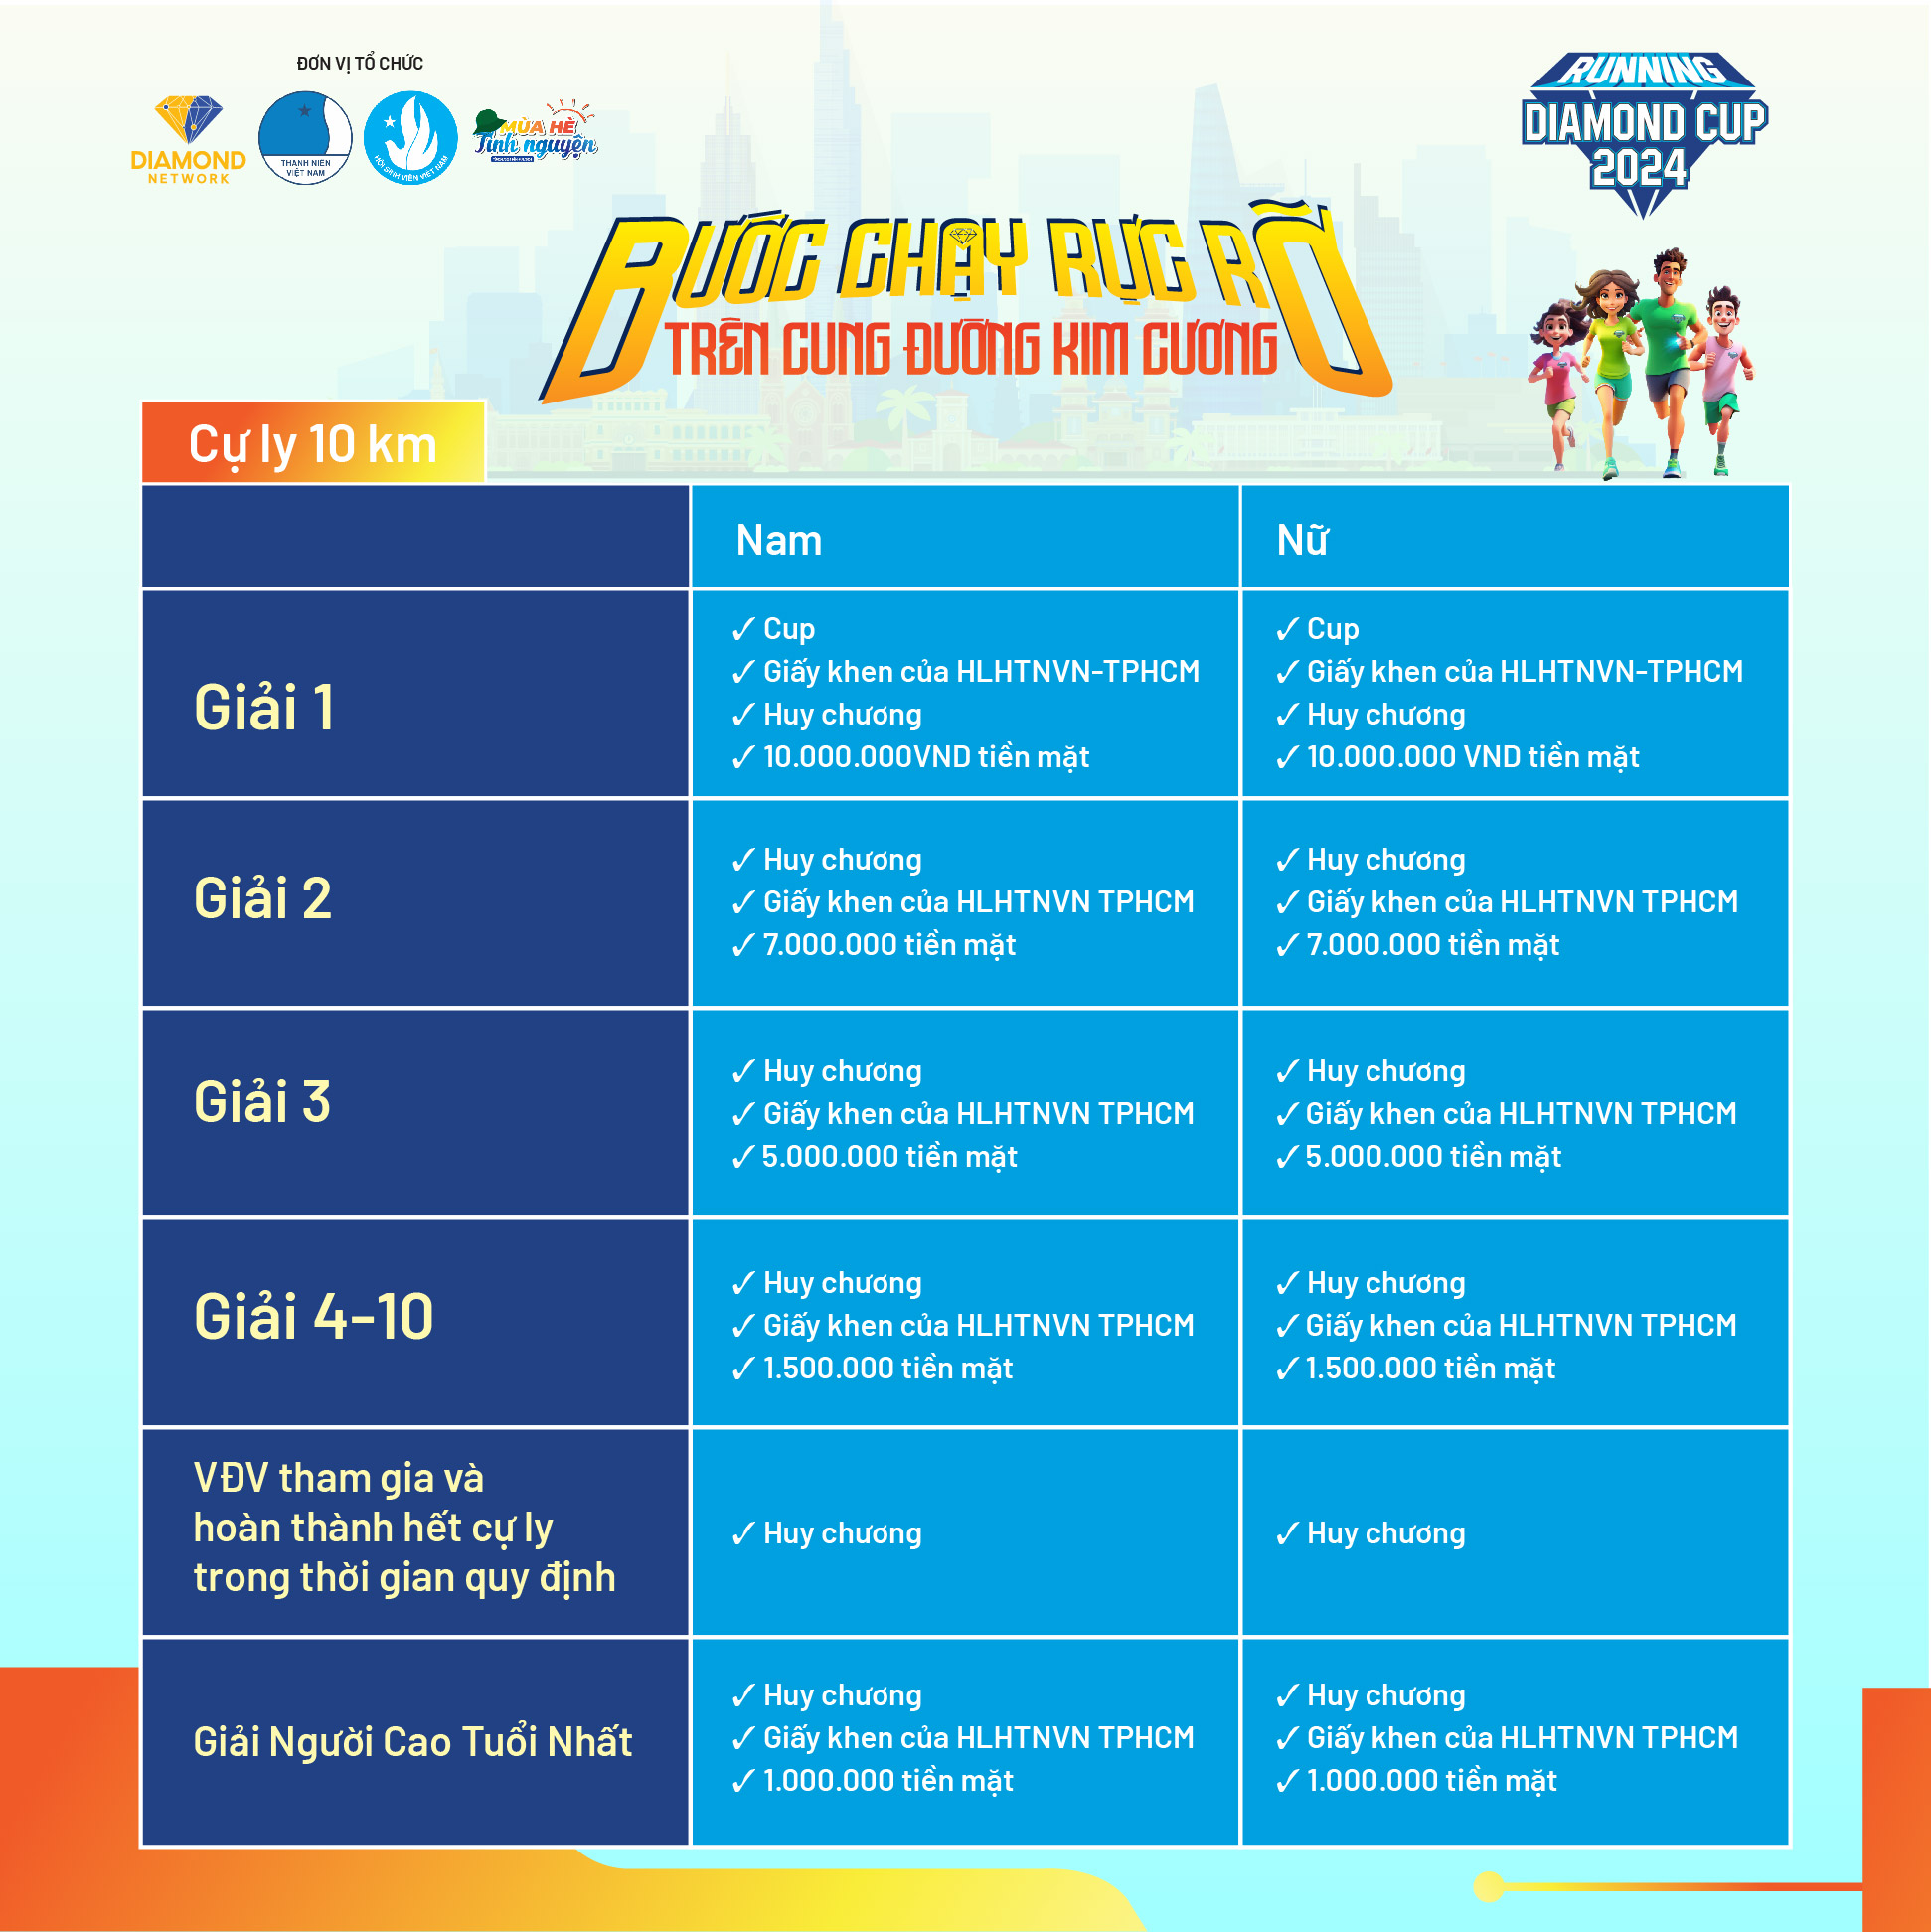 ĐƠN VỊ TỔ CHỨC
DIAMOND
NETWORK
THANH NIÊN
VIỆT NAM
HỘI SINH VIÊN VIỆT NAM
MÙA HÈ
Tình nguyện
RUNNING
DIAMOND CUP
2024
BƯỚC CHẠY RỰC RỠ
TRÊN CUNG ĐƯỜNG KIM CƯƠNG
Cự ly 10 km
Nam
Nữ
Giải 1
✓ Cup
✓ Giấy khen của HLHTNVN-TPHCM
✓ Huy chương
✓ 10.000.000VND tiền mặt
✓ Cup
✓ Giấy khen của HLHTNVN-TPHCM
✓ Huy chương
✓ 10.000.000 VND tiền mặt
Giải 2
✓ Huy chương
✓ Giấy khen của HLHTNVN TPHCM
✓ 7.000.000 tiền mặt
✓ Huy chương
✓ Giấy khen của HLHTNVN TPHCM
✓ 7.000.000 tiền mặt
Giải 3
✓ Huy chương
✓ Giấy khen của HLHTNVN TPHCM
✓ 5.000.000 tiền mặt
✓ Huy chương
✓ Giấy khen của HLHTNVN TPHCM
✓ 5.000.000 tiền mặt
Giải 4-10
✓ Huy chương
✓ Giấy khen của HLHTNVN TPHCM
✓ 1.500.000 tiền mặt
✓ Huy chương
✓ Giấy khen của HLHTNVN TPHCM
✓ 1.500.000 tiền mặt
VĐV tham gia và
hoàn thành hết cự ly
trong thời gian quy định
✓ Huy chương
✓ Huy chương
Giải Người Cao Tuổi Nhất
✓ Huy chương
✓ Giấy khen của HLHTNVN TPHCM
✓ 1.000.000 tiền mặt
✓ Huy chương
✓ Giấy khen của HLHTNVN TPHCM
✓ 1.000.000 tiền mặt